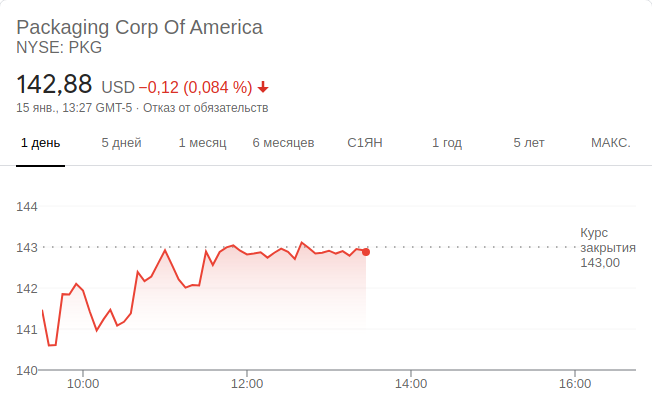 Packaging Corp Of America
NYSE: PKG
142,88 USD −0,12 (0,084 %)
15 янв., 13:27 GMT-5 · Отказ от обязательств
1 день 5 дней 1 месяц 6 месяцев С1ЯН 1 год 5 лет МАКС.
144
143
142
141
140
Курс
закрытия
143,00
10:00 12:00 14:00 16:00